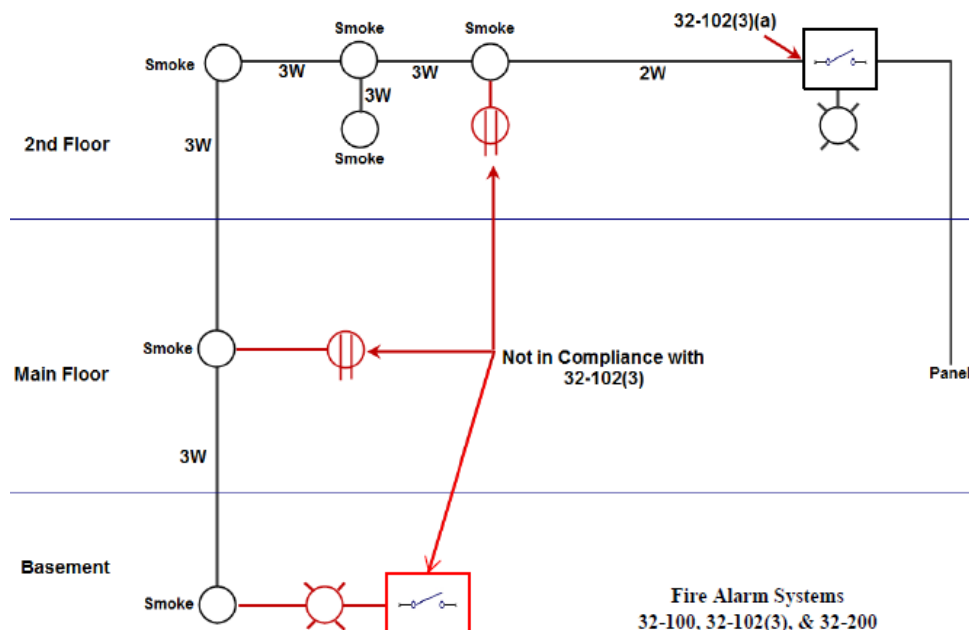 32-102(3)(a)
Smoke
Smoke
Smoke
3W
3W
2W
3W
2nd Floor
3W
Smoke
Smoke
Main Floor
Not in Compliance with
32-102(3)
Panel
3W
Basement
Smoke
Fire Alarm Systems
32-100, 32-102(3), & 32-200